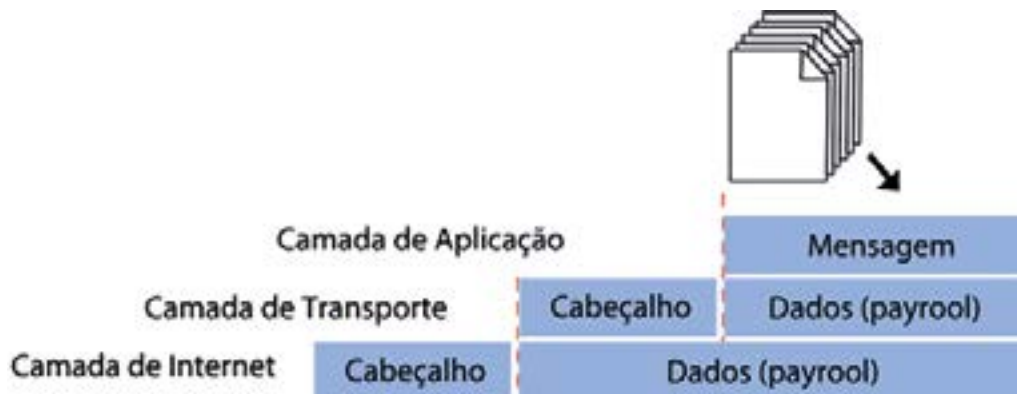 Camada de Aplicação Mensagem
Camada de Transporte Cabeçalho Dados (payrool)
Camada de Internet Cabeçalho Dados (payrool)